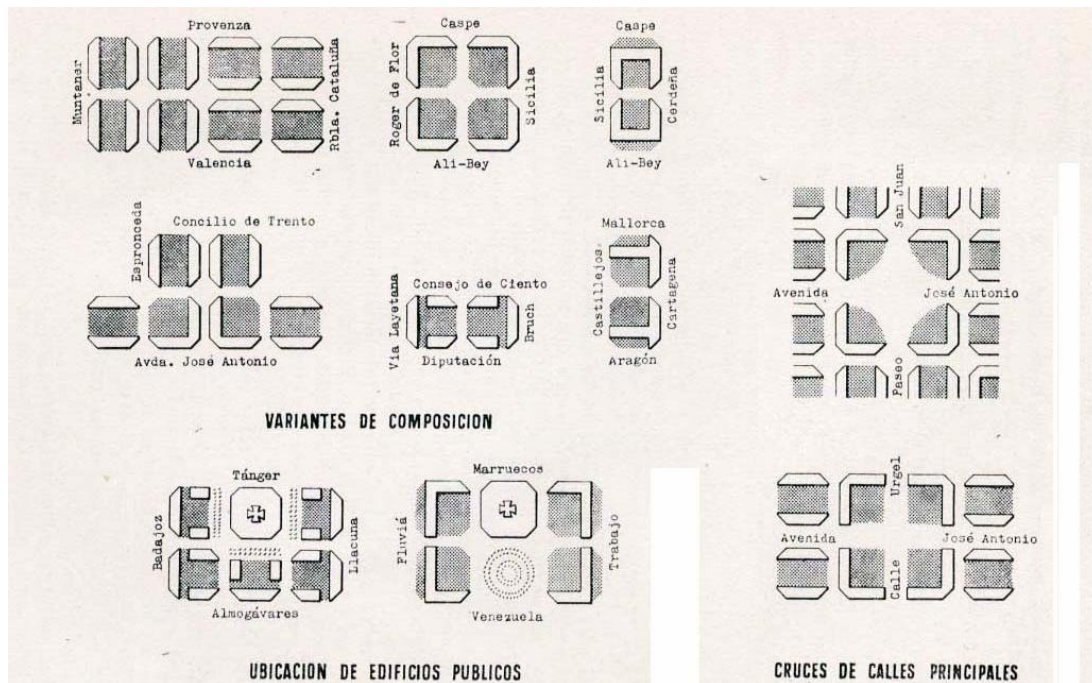 Provenza
Muntaner
Rbla. Cataluña
Valencia
Caspe
Roger de Flor
Sicilia
Ali-Bey
Caspe
Sicilia
Cerdeña
Ali-Bey
Concilio de Trento
Espronceda
Avda. José Antonio
Consejo de Ciento
Via Layetana
Bruch
Diputación
Mallorca
Castillejos
Cartagena
Aragón
VARIANTES DE COMPOSICION
San Juan
Avenida
José Antonio
Paseo
Tánger
Badajoz
Llacuna
Almogávares
Marruecos
Fluviá
Trabajo
Venezuela
UBICACION DE EDIFICIOS PUBLICOS
Urgel
Avenida
José Antonio
Calle
CRUCES DE CALLES PRINCIPALES